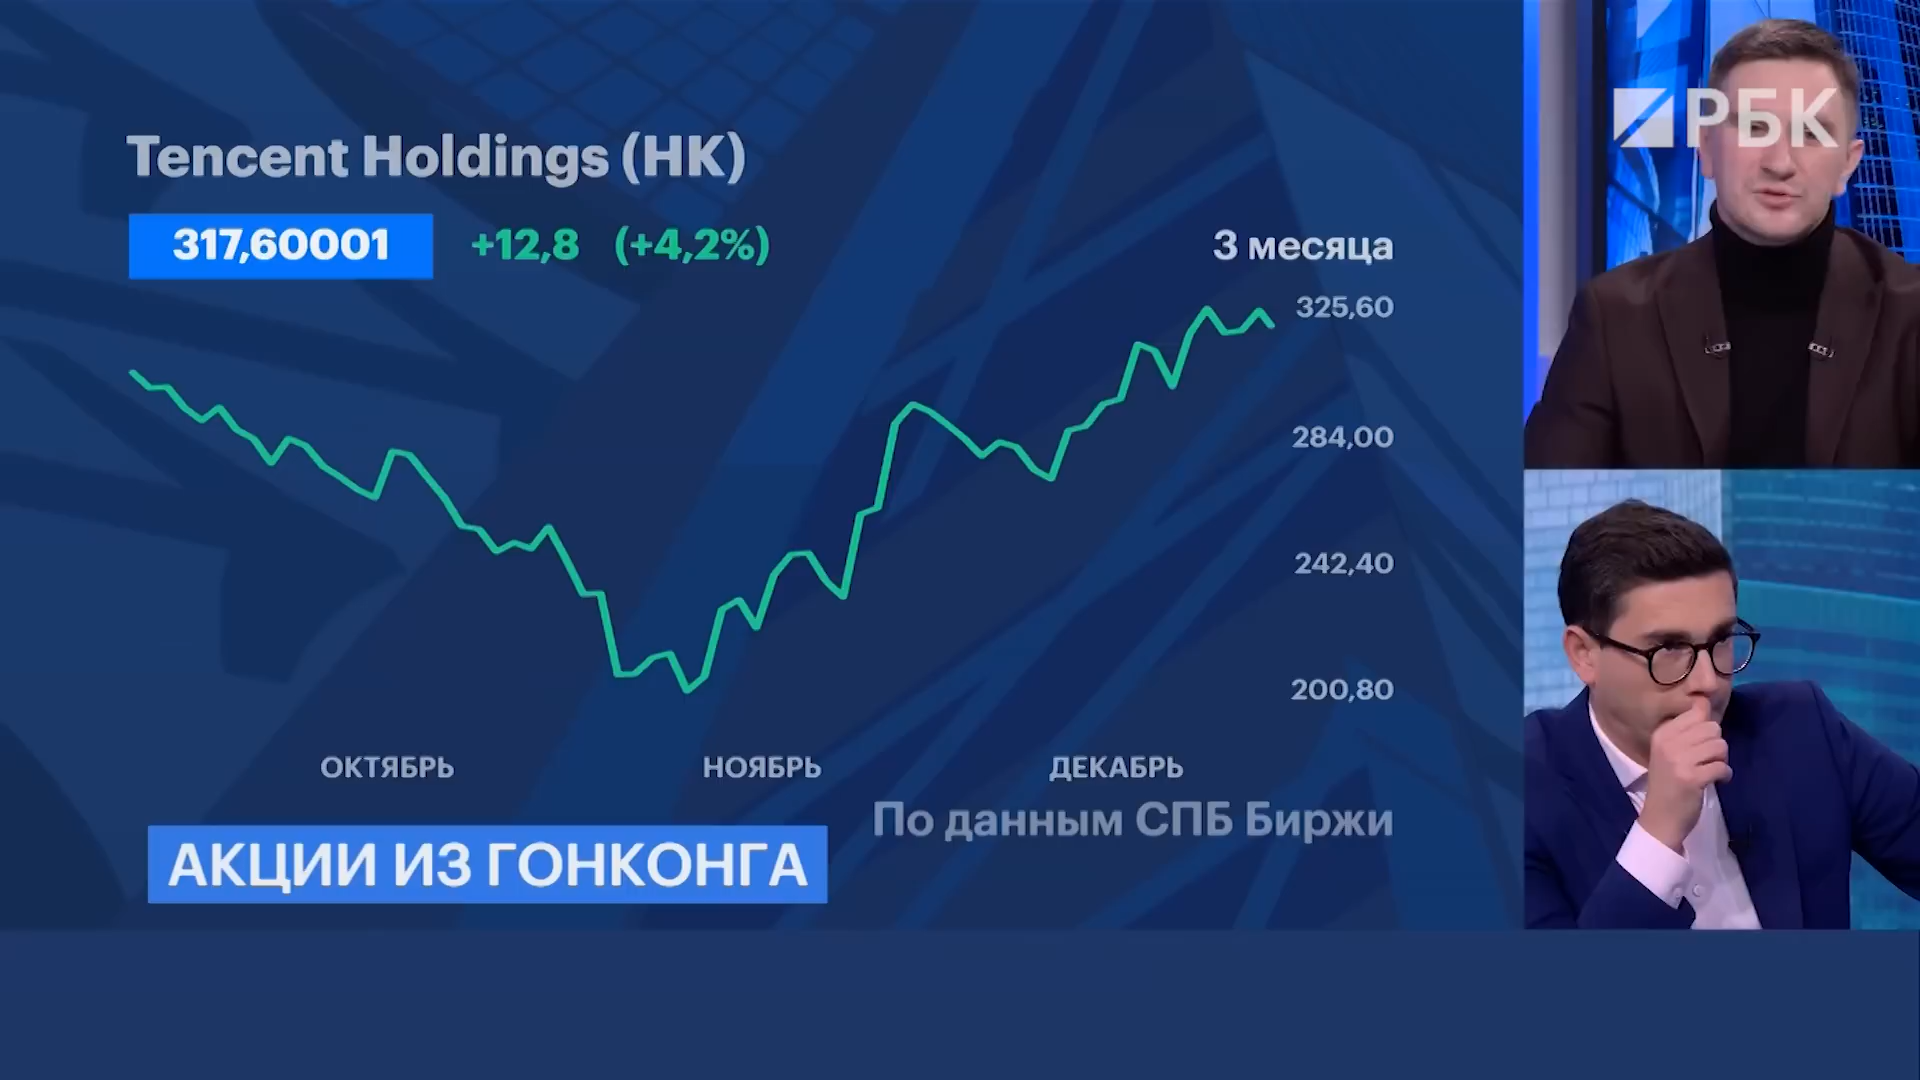 Tencent Holdings (HK)
317,60001 +12,8 (+4,2%)
3 месяца
325,60
284,00
242,40
200,80
ОКТЯБРЬ НОЯБРЬ ДЕКАБРЬ
По данным СПБ Биржи
АКЦИИ ИЗ ГОНКОНГА
РБК